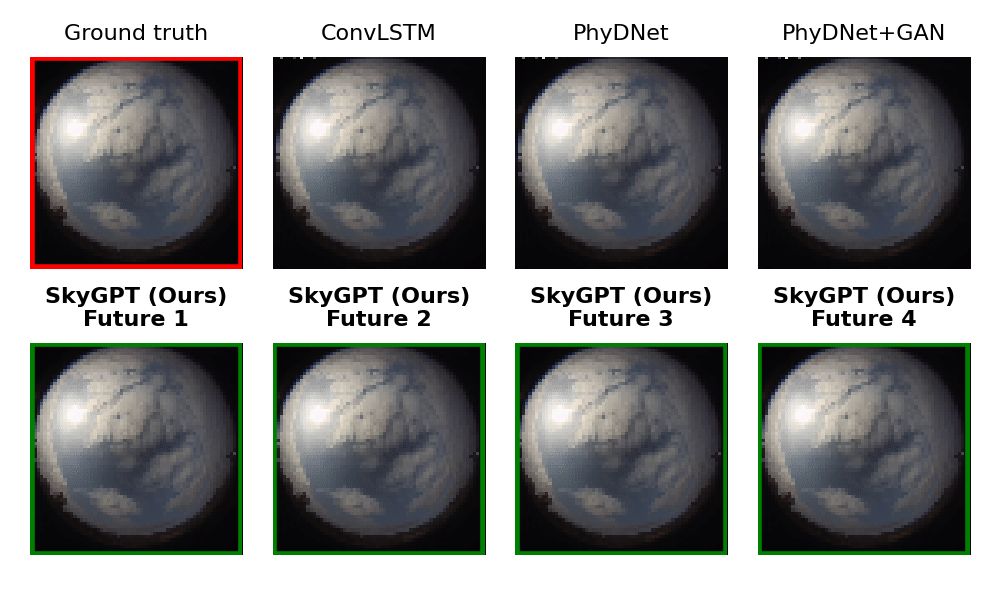 Ground truth
ConvLSTM
PhyDNet
PhyDNet+GAN
SkyGPT (Ours)
Future 1
SkyGPT (Ours)
Future 2
SkyGPT (Ours)
Future 3
SkyGPT (Ours)
Future 4